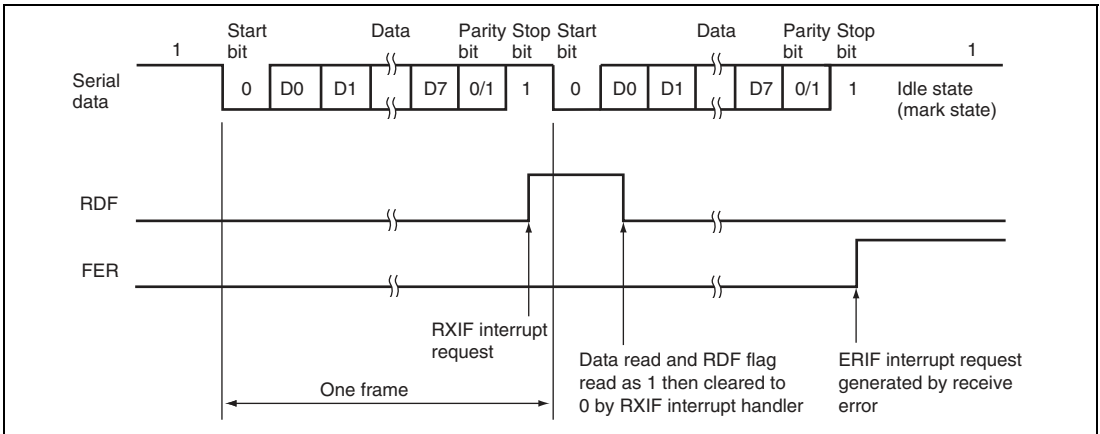 Start Data Parity Stop Start Data Parity Stop
1 bit bit bit bit bit bit 1
Serial data
0 D0 D1 D7 0/1 1 0 D0 D1 D7 0/1 1 Idle state
(mark state)
RDF
FER
RXIF interrupt
request
Data read and RDF flag
read as 1 then cleared to
0 by RXIF interrupt handler
ERIF interrupt request
generated by receive
error
One frame